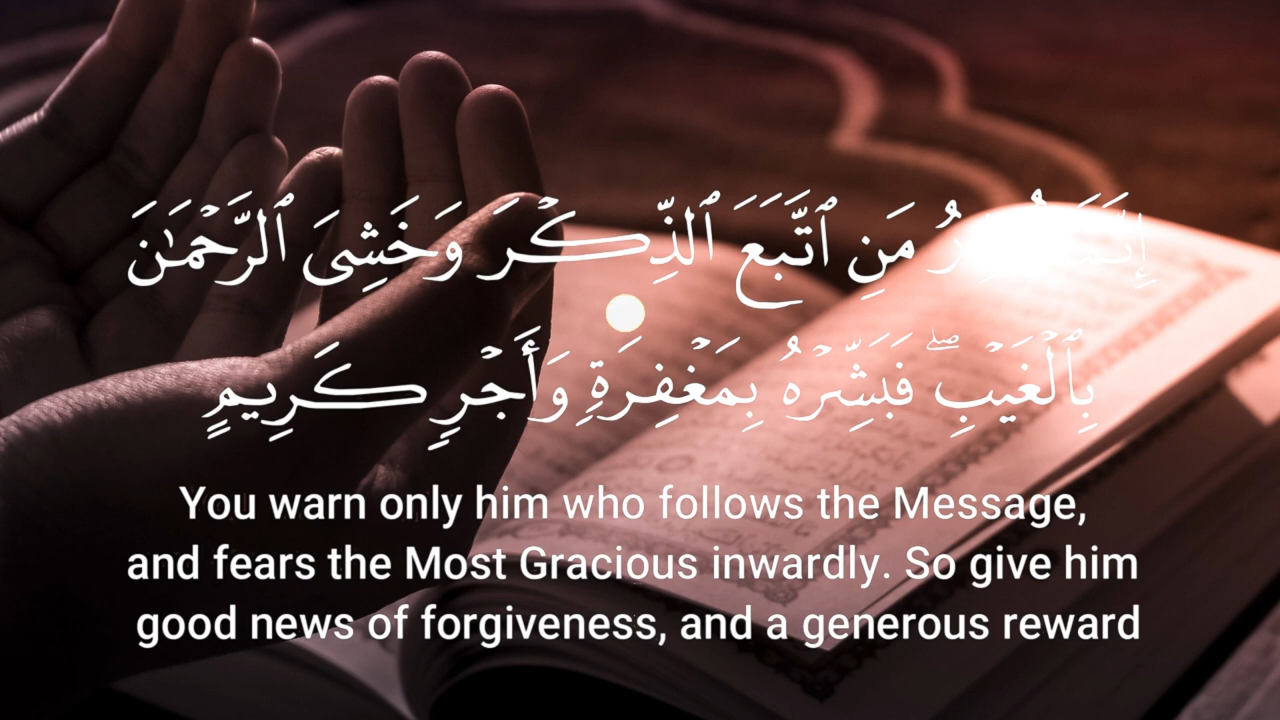 مَنِ ٱتَّبَعَ ٱلذِّكْرَ وَخَشِىَ ٱلرَّحْمَٰنَ
بِٱلْغَيْبِ ۖ فَبَشِّرْهُ بِمَغْفِرَةٍ وَأَجْرٍ كَرِيمٍ
You warn only him who follows the Message,
and fears the Most Gracious inwardly. So give him
good news of forgiveness, and a generous reward